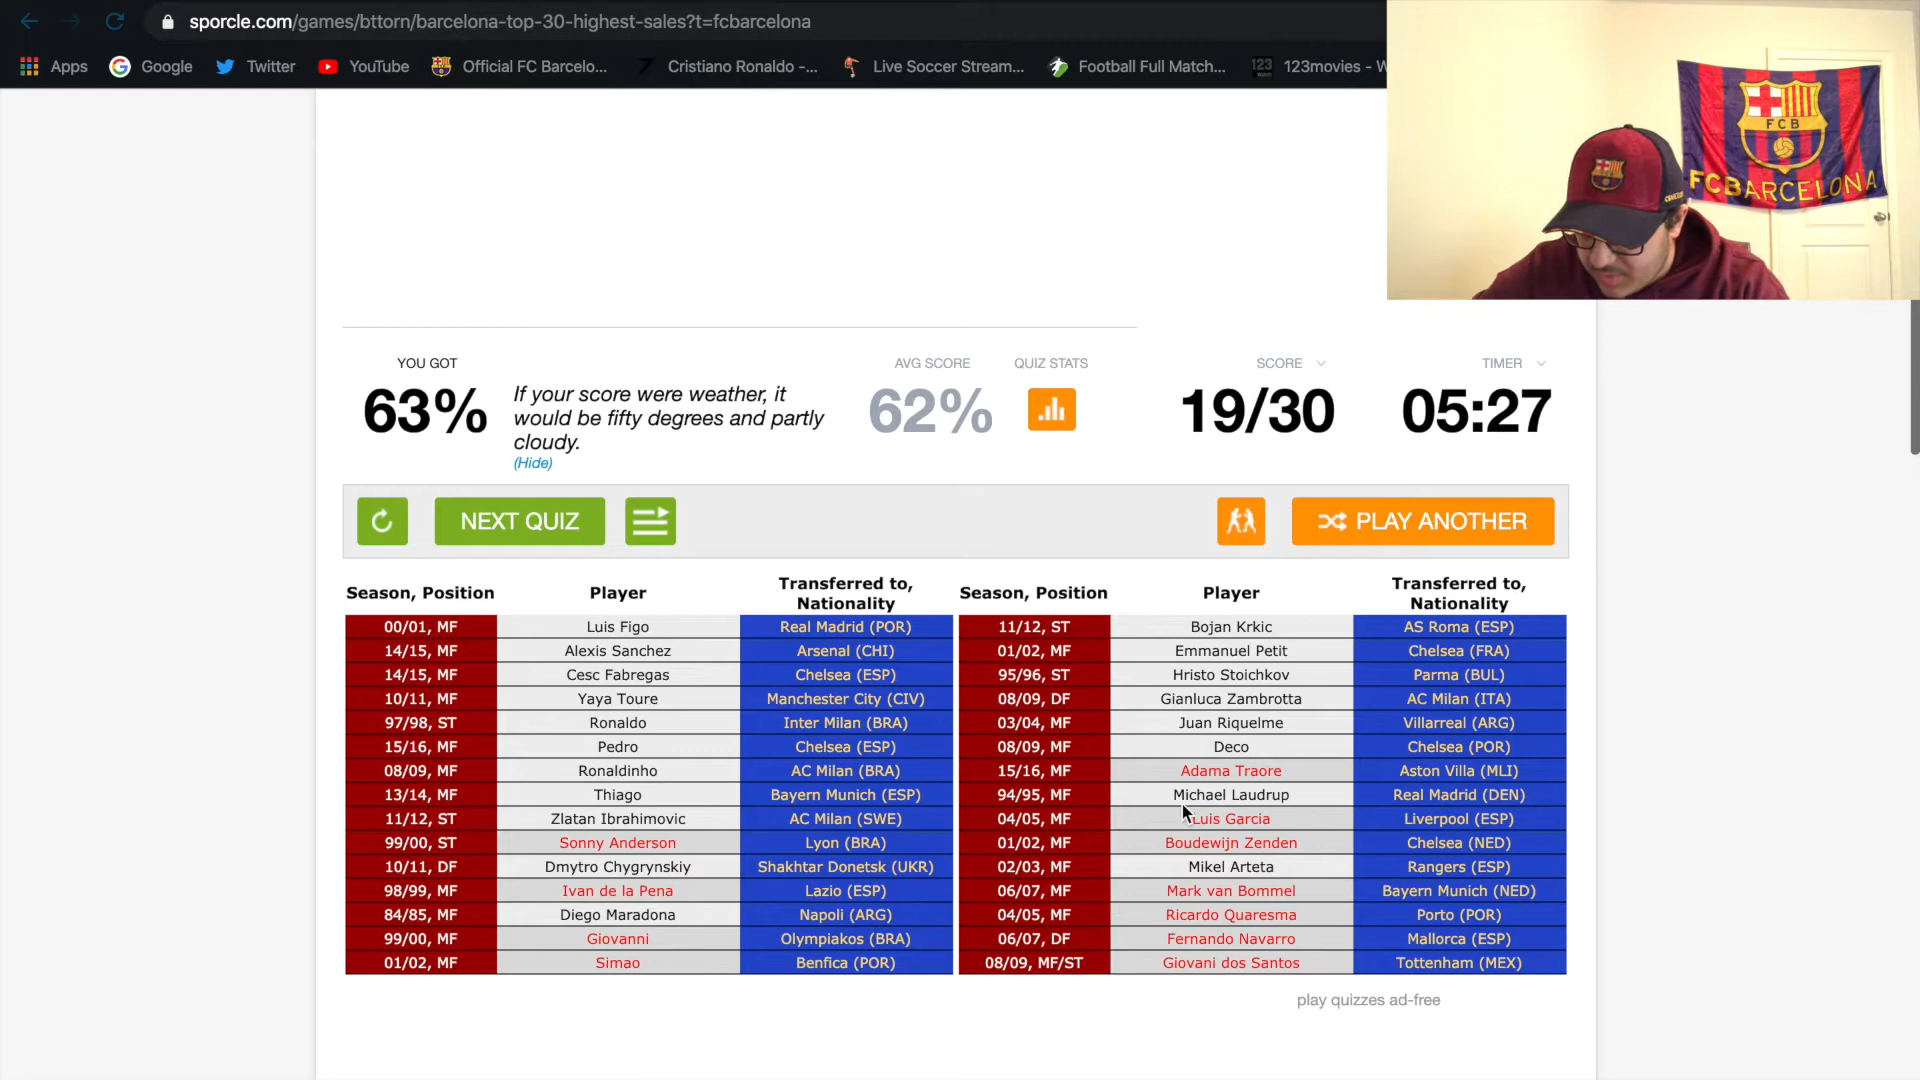 sporcle.com/games/bttorn/barcelona-top-30-highest-sales?t=fcbarcelona
Apps Google Twitter YouTube Official FC Barcelo... Cristiano Ronaldo -... Live Soccer Stream... Football Full Match... 123 123movies - W
FCB
FCBARCELONA
YOU GOT AVG SCORE QUIZ STATS SCORE TIMER
63% If your score were weather, it would be fifty degrees and partly cloudy. 62% 19/30 05:27
(Hide)
NEXT QUIZ PLAY ANOTHER
Season, Position Player Transferred to, Nationality Season, Position Player Transferred to, Nationality
00/01, MF Luis Figo Real Madrid (POR) 11/12, ST Bojan Krkic AS Roma (ESP)
14/15, MF Alexis Sanchez Arsenal (CHI) 01/02, MF Emmanuel Petit Chelsea (FRA)
14/15, MF Cesc Fabregas Chelsea (ESP) 95/96, ST Hristo Stoichkov Parma (BUL)
10/11, MF Yaya Toure Manchester City (CIV) 08/09, DF Gianluca Zambrotta AC Milan (ITA)
97/98, ST Ronaldo Inter Milan (BRA) 03/04, MF Juan Riquelme Villarreal (ARG)
15/16, MF Pedro Chelsea (ESP) 08/09, MF Deco Chelsea (POR)
08/09, MF Ronaldinho AC Milan (BRA) 15/16, MF Adama Traore Aston Villa (MLI)
13/14, MF Thiago Bayern Munich (ESP) 94/95, MF Michael Laudrup Real Madrid (DEN)
11/12, ST Zlatan Ibrahimovic AC Milan (SWE) 04/05, MF Luis Garcia Liverpool (ESP)
99/00, ST Sonny Anderson Lyon (BRA) 01/02, MF Boudewijn Zenden Chelsea (NED)
10/11, DF Dmytro Chygrynskiy Shakhtar Donetsk (UKR) 02/03, MF Mikel Arteta Rangers (ESP)
98/99, MF Ivan de la Pena Lazio (ESP) 06/07, MF Mark van Bommel Bayern Munich (NED)
84/85, MF Diego Maradona Napoli (ARG) 04/05, MF Ricardo Quaresma Porto (POR)
99/00, MF Giovanni Olympiakos (BRA) 06/07, DF Fernando Navarro Mallorca (ESP)
01/02, MF Simao Benfica (POR) 08/09, MF/ST Giovani dos Santos Tottenham (MEX)
play quizzes ad-free